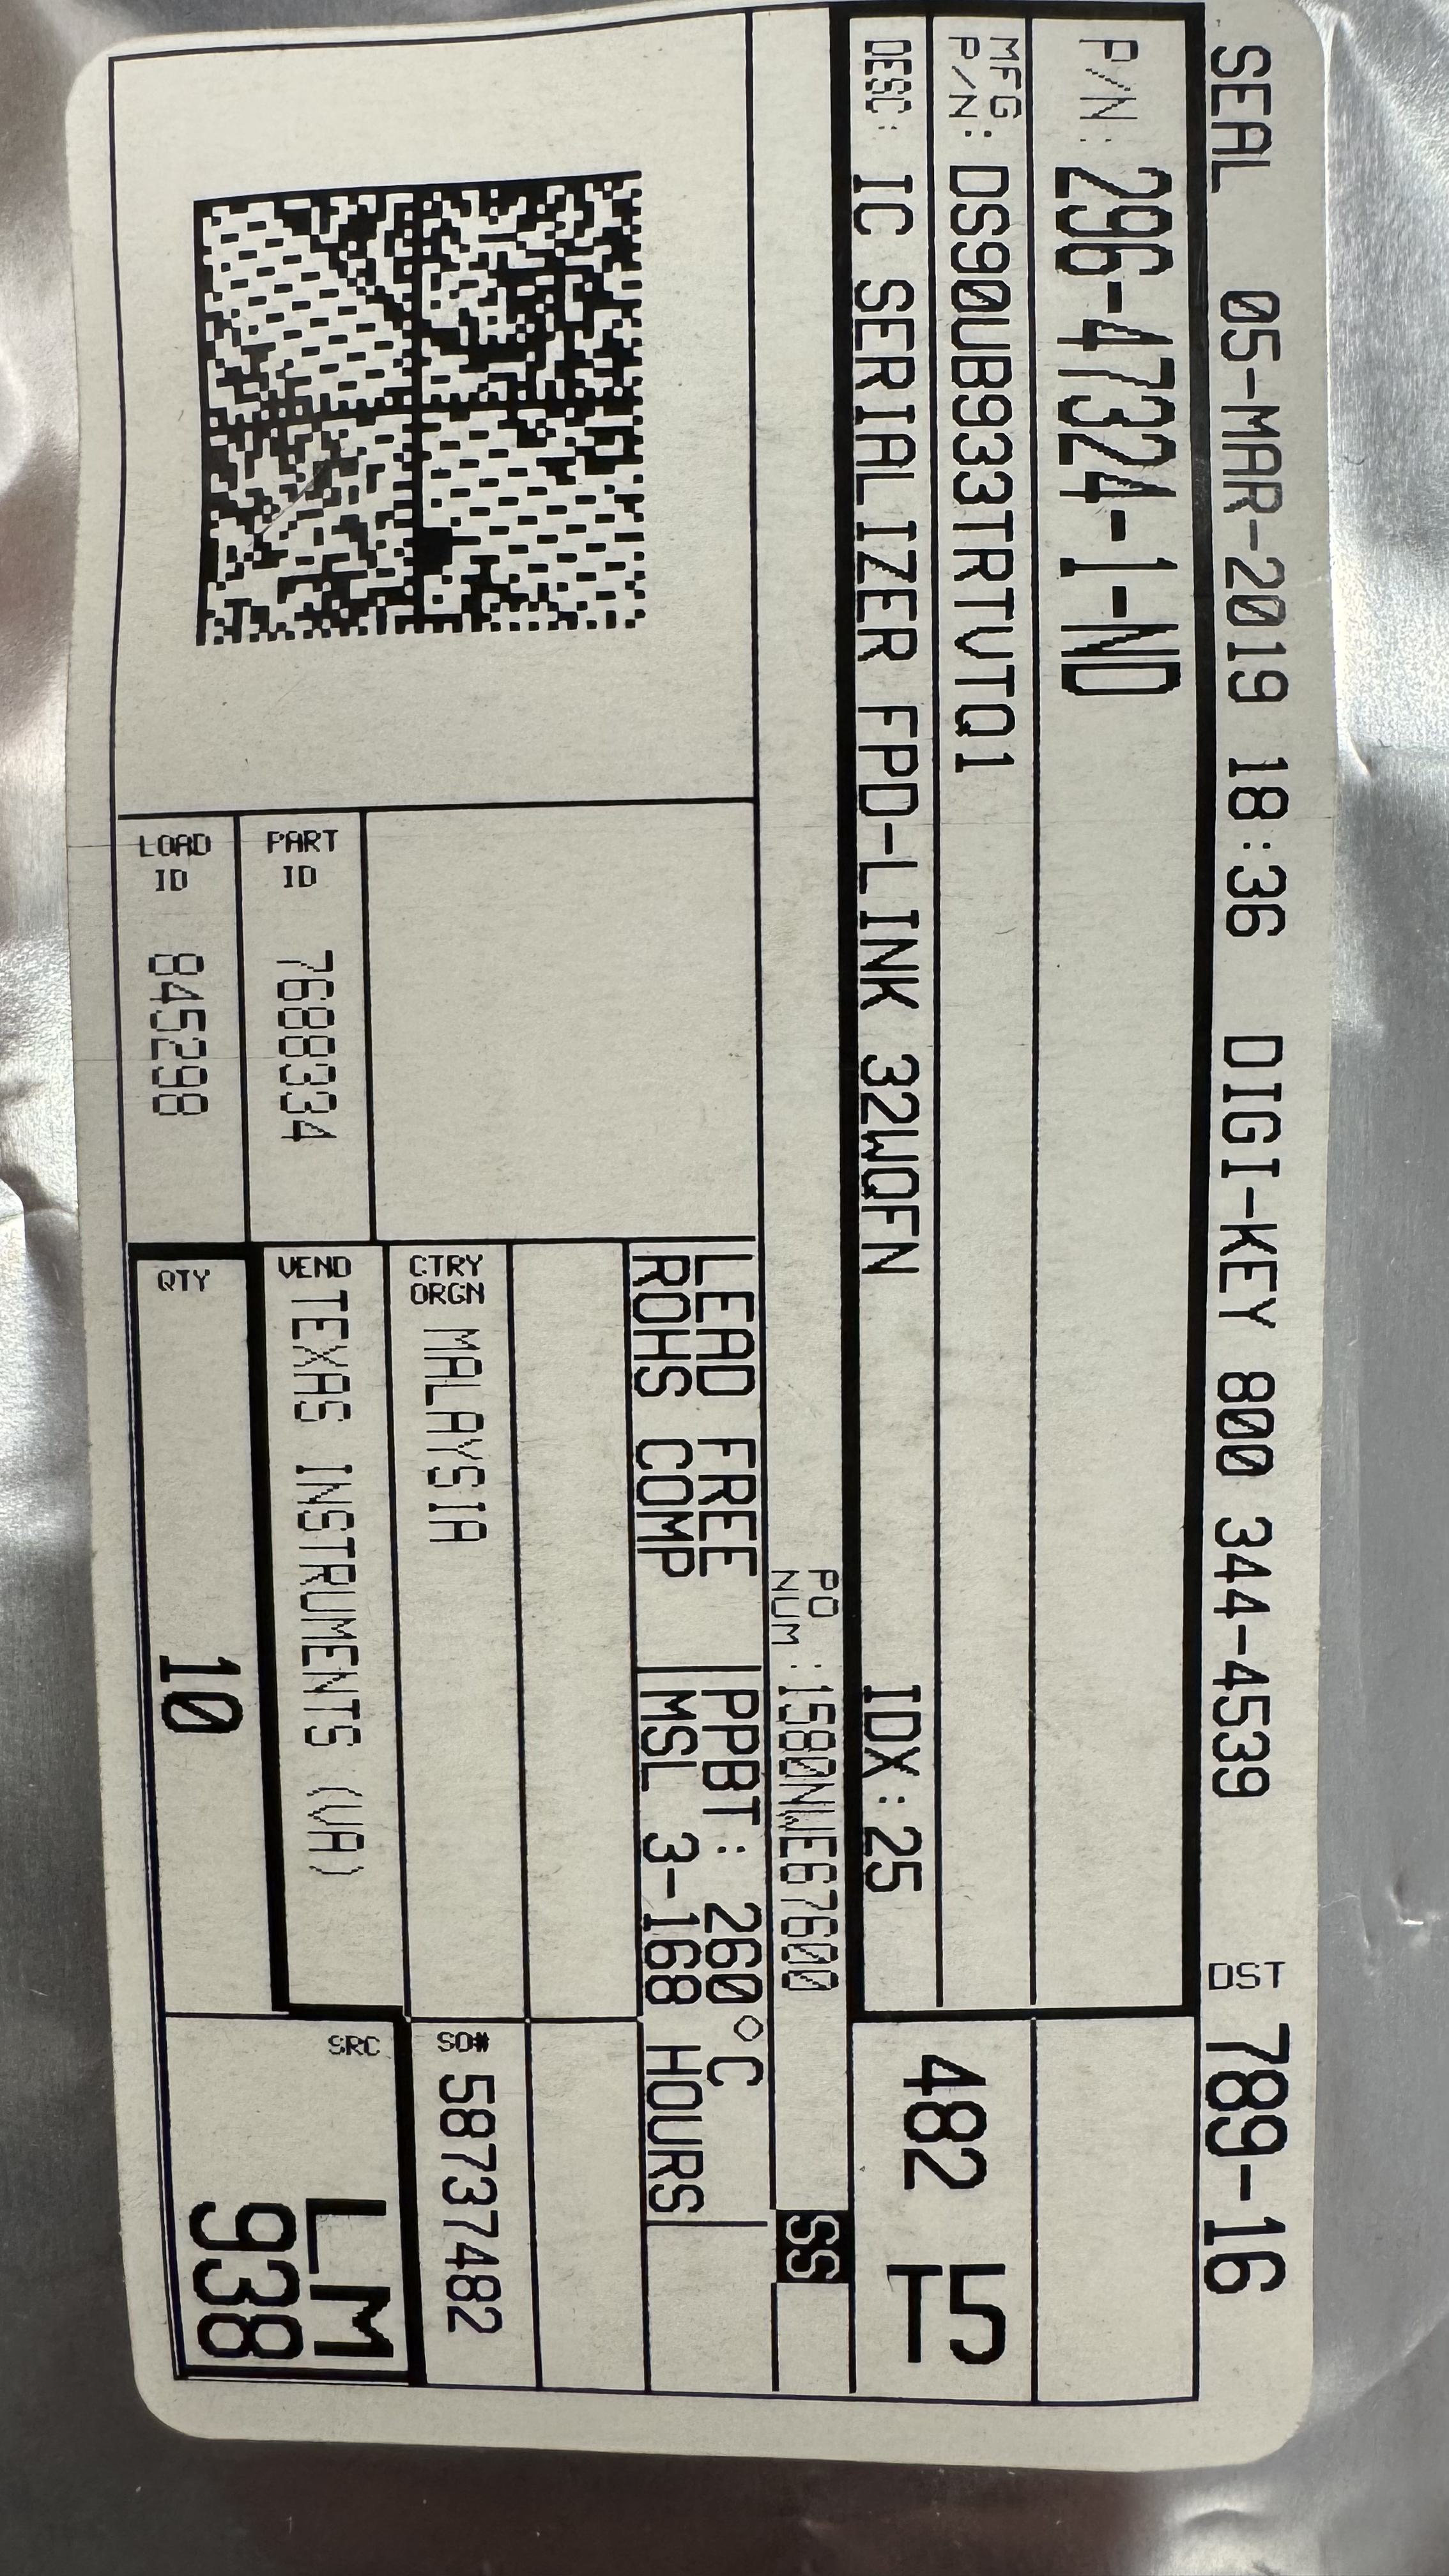 SEAL 05-MAR-2019 18:36 DIGI-KEY 800 344-4539 DST 789-16
P/N: 296-47324-1-ND
MFG
P/N: DS90UB933TRTVTQ1
DESC: IC SERIALIZER FPD-LINK 32WQFN IDX:25
482 T5
PO
NUM :1580NWE67600 SS
LEAD FREE
ROHS COMP
PPBT: 260°C
MSL 3-168 HOURS
CTRY
ORGN MALAYSIA
SO# 58737482
PART
ID 7688334
VEND TEXAS INSTRUMENTS (VA)
LOAD
ID 845298
QTY 10
SRC LM
938